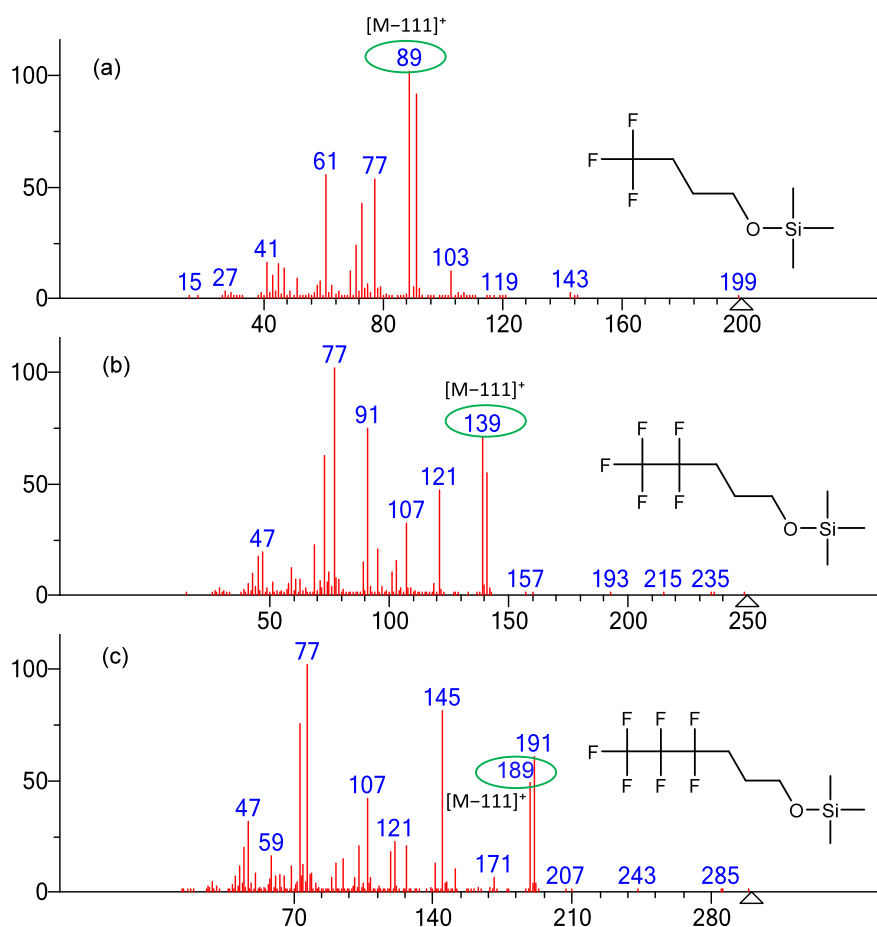 [M−111]⁺
(a)
100
89
61
77
50
41
103
15
27
119
143
199
0
40
80
120
160
200
F
F
F
O
Si
(b)
77
100
[M−111]⁺
91
139
121
50
107
47
157
193
215
235
0
50
100
150
200
250
F F
F
F F
O
Si
(c)
77
100
145
191
189
[M−111]⁺
107
50
47
121
59
171
207
243
285
0
70
140
210
280
F F F
F
F F F
O
Si